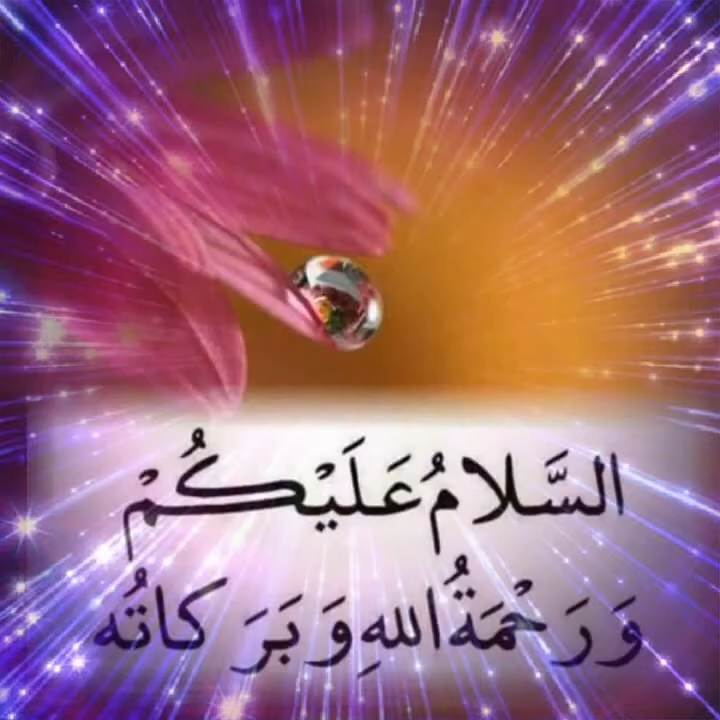 السَّلامُ عَلَيْكُمْ
وَرَحْمَةُ اللهِ وَبَرَكاتُه